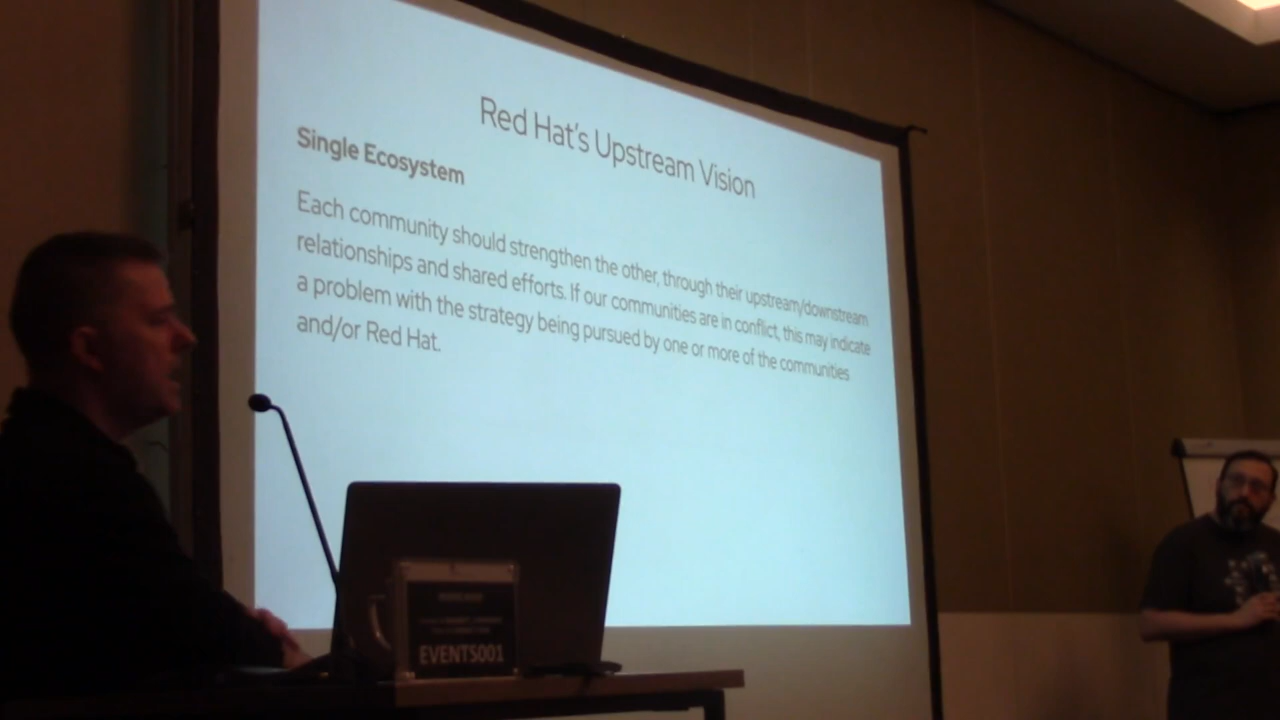 Red Hat's Upstream Vision
Single Ecosystem
Each community should strengthen the other, through their upstream/downstream
relationships and shared efforts. If our communities are in conflict, this may indicate
a problem with the strategy being pursued by one or more of the communities
and/or Red Hat.
EVENTS001